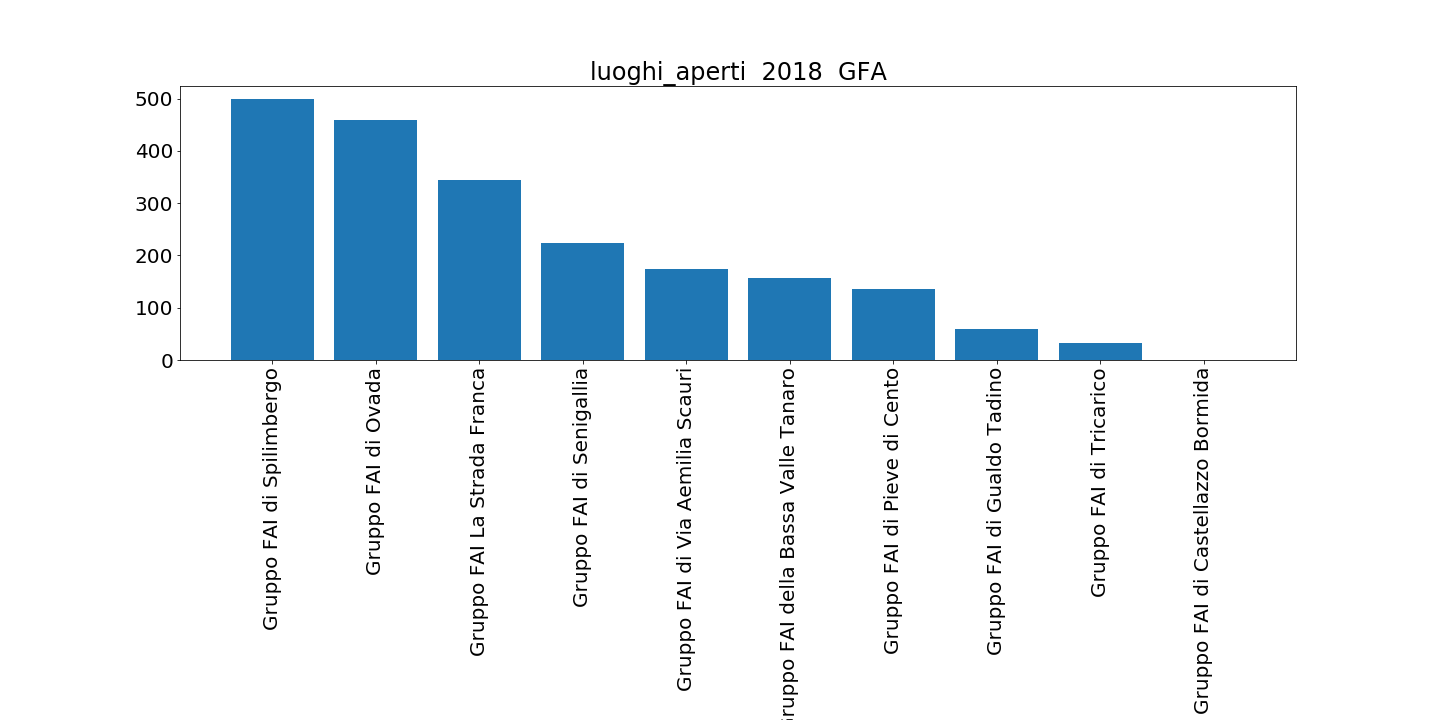 luoghi_aperti 2018 GFA
500
400
300
200
100
0
Gruppo FAI di Spilimbergo
Gruppo FAI di Ovada
Gruppo FAI La Strada Franca
Gruppo FAI di Senigallia
Gruppo FAI di Via Aemilia Scauri
ruppo FAI della Bassa Valle Tanaro
Gruppo FAI di Pieve di Cento
Gruppo FAI di Gualdo Tadino
Gruppo FAI di Tricarico
Gruppo FAI di Castellazzo Bormida